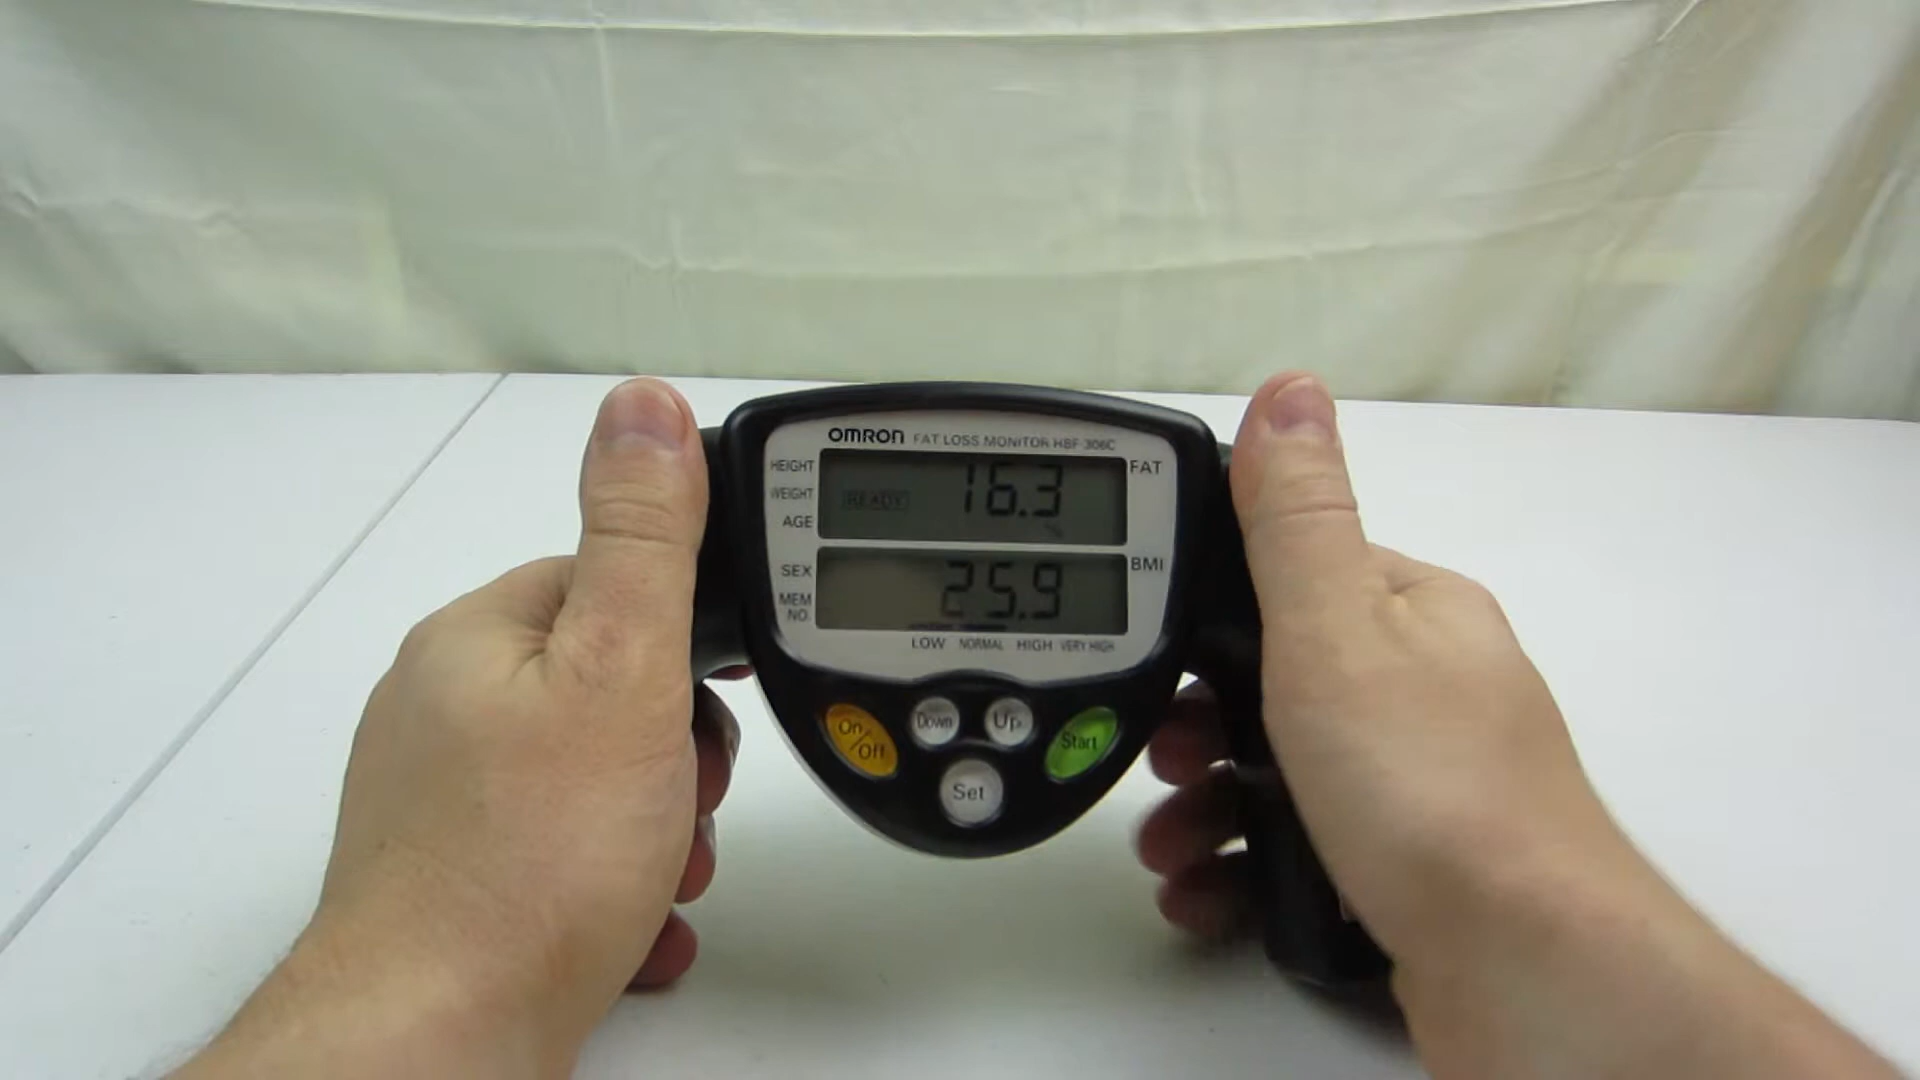 OMRON FAT LOSS MONITOR HBF-306C
HEIGHT
WEIGHT
AGE
READY
16.3
%
FAT
SEX
MEM NO.
25.9
BMI
LOW NORMAL HIGH VERY HIGH
On/Off
Down
Up
Start
Set